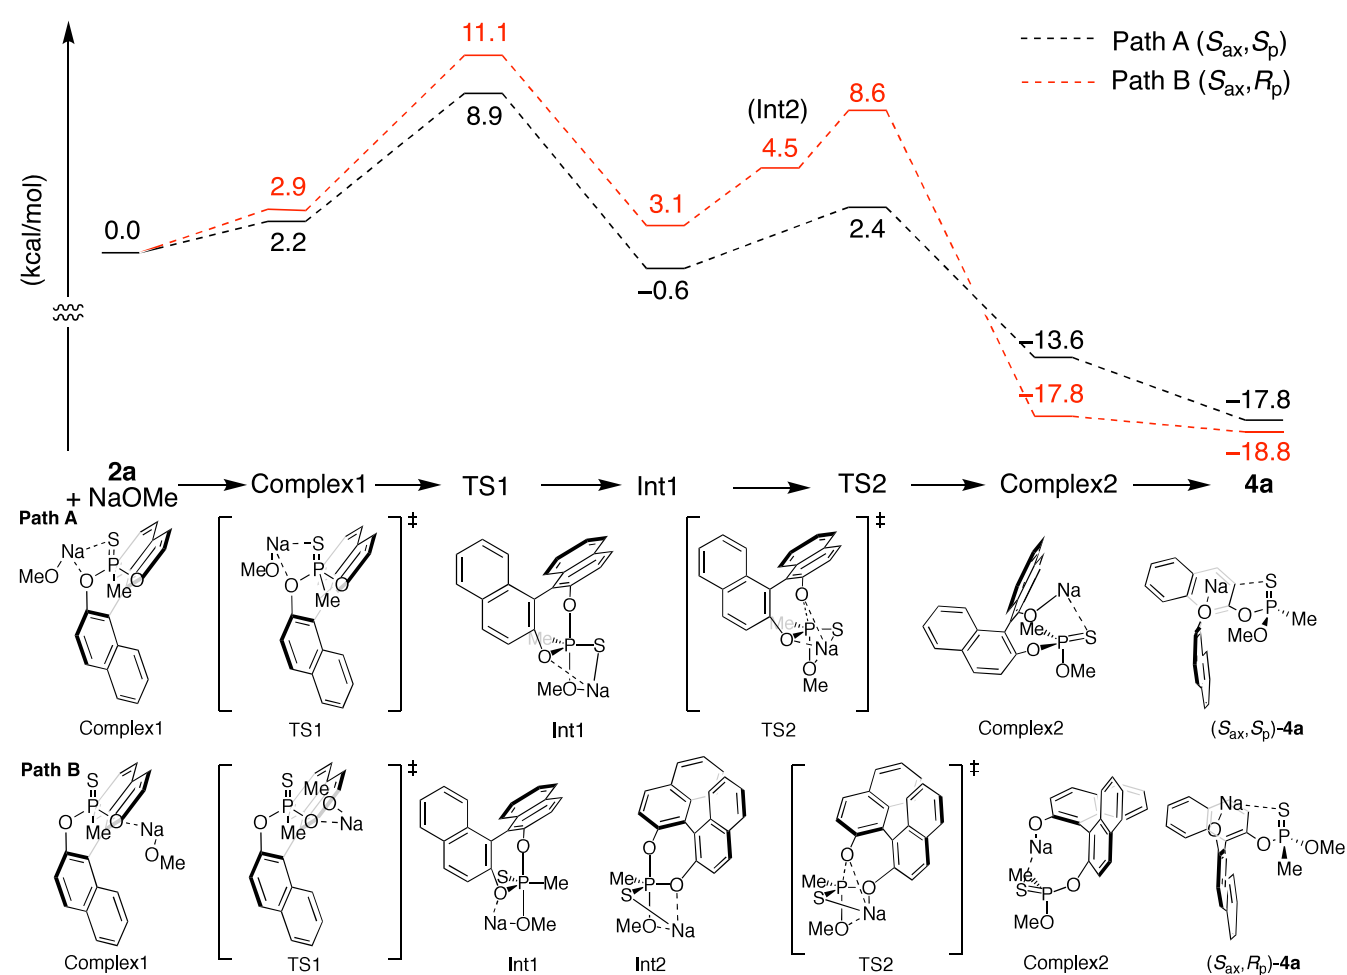 11.1
Path A (Sax,Sp)
Path B (Sax,Rp)
8.9
(Int2)
8.6
4.5
2.9
3.1
0.0
2.2
2.4
−0.6
(kcal/mol)
−13.6
−17.8
−17.8
−18.8
2a
+ NaOMe
Complex1
TS1
Int1
TS2
Complex2
4a
Path A
Na
S
MeO
P
O
Me
O
Complex1
Na
S
MeO
P
O
Me
O
‡
TS1
O
Me
P
S
O
MeO
Na
Int1
O
Me
P
S
O
Na
O
Me
‡
TS2
Na
O
Me
P
S
O
OMe
Complex2
Na
S
O
O
P
Me
MeO
(Sax,Sp)-4a
Path B
S
P
O
Me
O
Na
O
Me
Complex1
S
Me
P
O
O
Me
O
Na
‡
TS1
O
S
P
Me
O
Na
OMe
Int1
O
Me
P
O
S
MeO
Na
Int2
O
Me
P
O
S
Na
MeO
‡
TS2
O
Na
Me
S
P
O
MeO
Complex2
Na
S
O
O
P
OMe
Me
(Sax,Rp)-4a